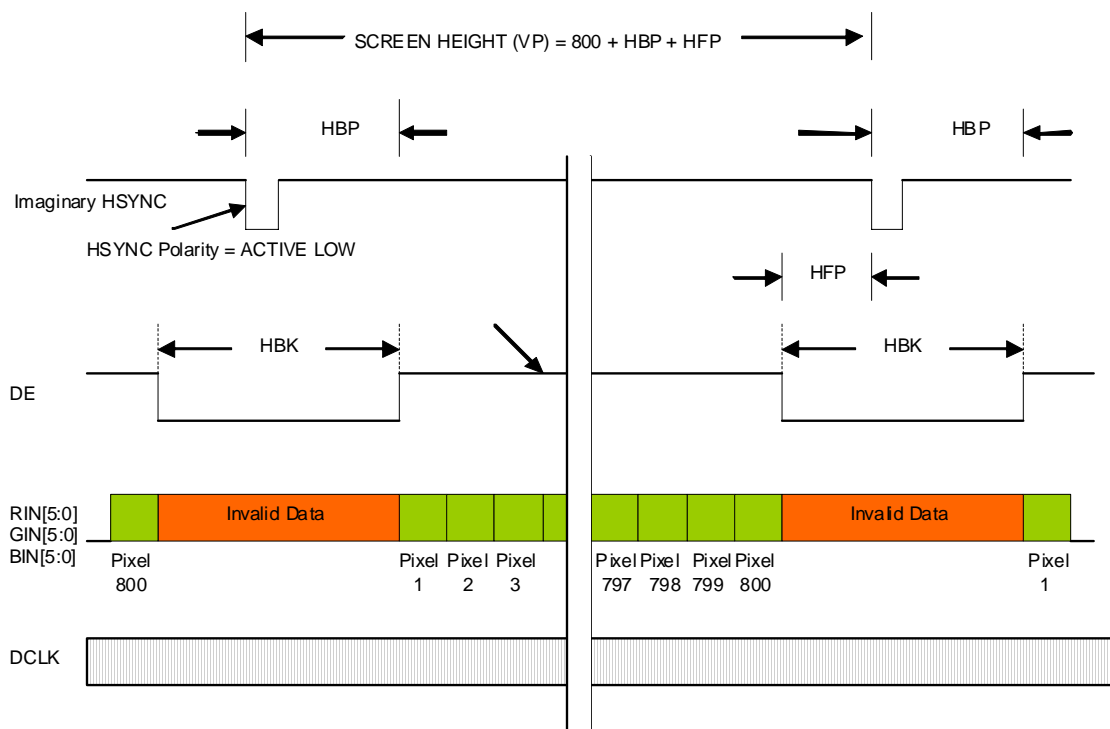 SCREEN HEIGHT (VP) = 800 + HBP + HFP
HBP
HBP
Imaginary HSYNC
HSYNC Polarity = ACTIVE LOW
HFP
HBK
HBK
DE
RIN[5:0]
GIN[5:0]
BIN[5:0]
Invalid Data
Invalid Data
Pixel
800
Pixel
1
Pixel
2
Pixel
3
Pixel
797
Pixel
798
Pixel
799
Pixel
800
Pixel
1
DCLK